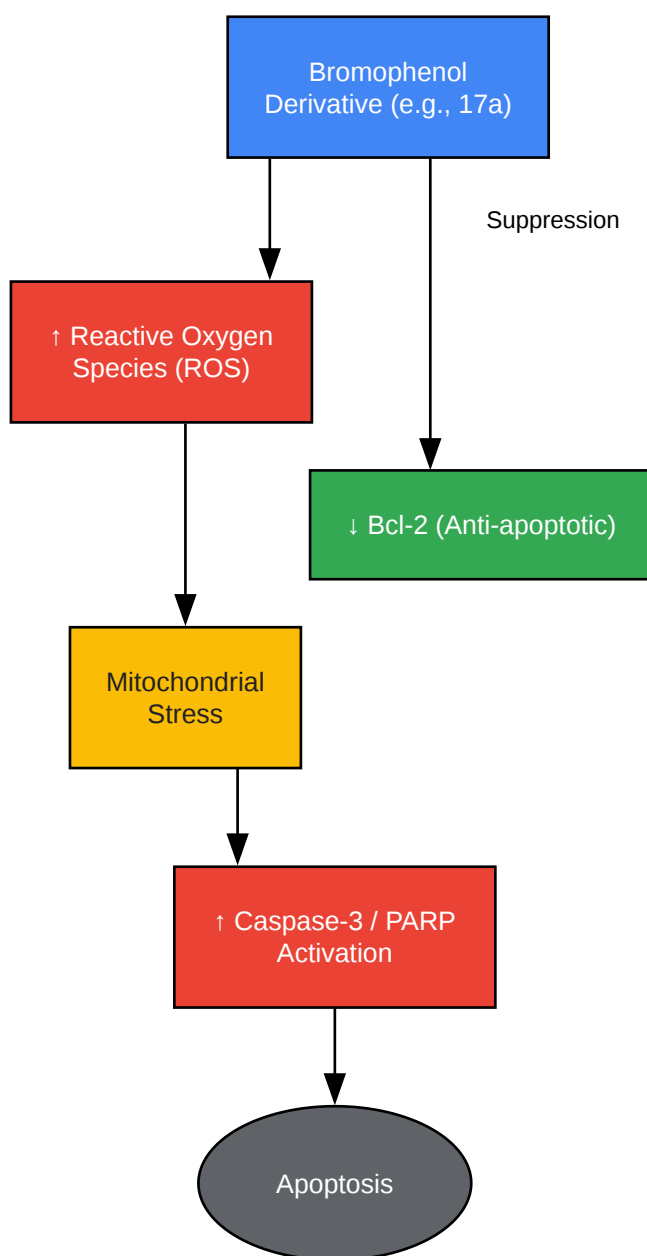 Bromophenol
Derivative (e.g., 17a)
Suppression
↑ Reactive Oxygen
Species (ROS)
↓ Bcl-2 (Anti-apoptotic)
Mitochondrial
Stress
↑ Caspase-3 / PARP
Activation
Apoptosis